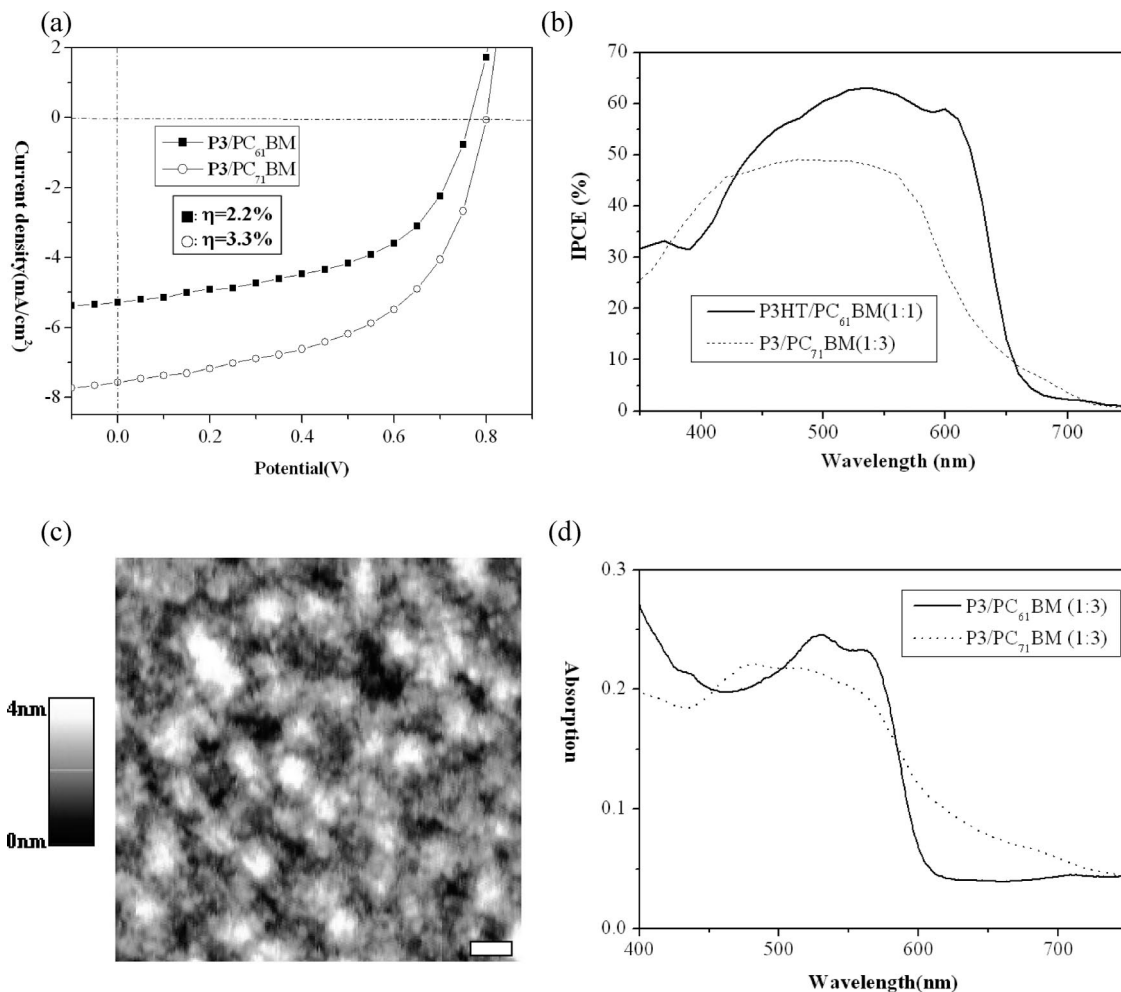 (a)
2
0
-2
-4
-6
-8
Current density(mA/cm²)
0.0 0.2 0.4 0.6 0.8
Potential(V)
P3/PC₆₁BM
P3/PC₇₁BM
: η=2.2%
: η=3.3%
(b)
70
60
50
40
30
20
10
0
IPCE (%)
400 500 600 700
Wavelength (nm)
P3HT/PC₆₁BM(1:1)
P3/PC₇₁BM(1:3)
(c)
4nm
0nm
(d)
0.3
0.2
0.1
0.0
Absorption
400 500 600 700
Wavelength(nm)
P3/PC₆₁BM (1:3)
P3/PC₇₁BM (1:3)